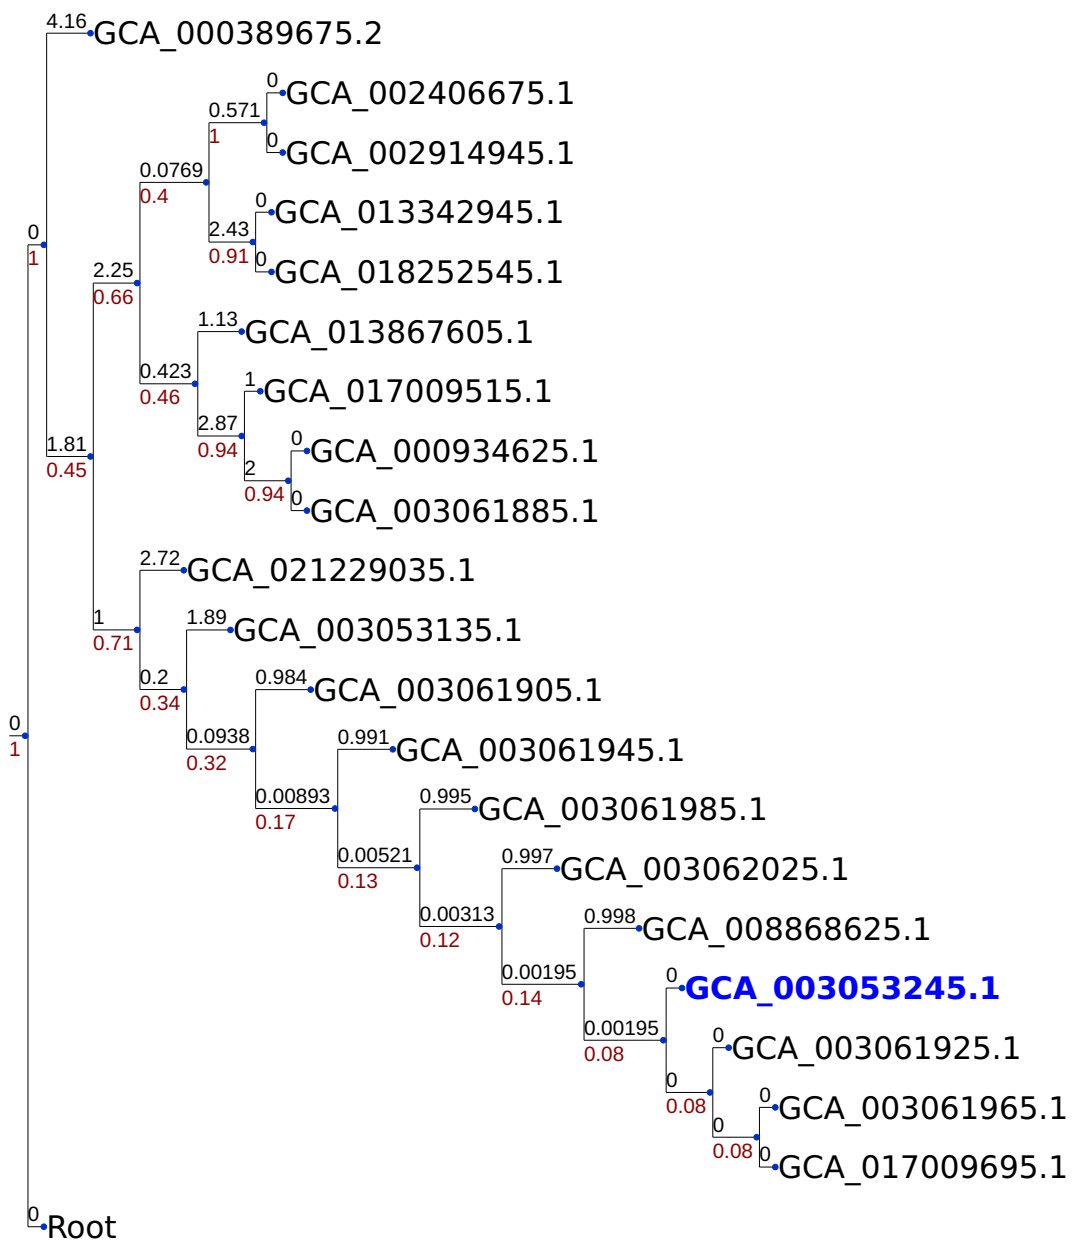 4.16 GCA_000389675.2
0 GCA_002406675.1
0.571
1
0 GCA_002914945.1
0.0769
0.4
0 GCA_013342945.1
2.43
0.91
0 GCA_018252545.1
0
1
2.25
0.66
1.13 GCA_013867605.1
0.423
0.46
1 GCA_017009515.1
2.87
0.94
0 GCA_000934625.1
1.81
0.45
2
0.94
0 GCA_003061885.1
2.72 GCA_021229035.1
1
0.71
1.89 GCA_003053135.1
0.2
0.34
0.984 GCA_003061905.1
0
1
0.0938
0.32
0.991 GCA_003061945.1
0.00893
0.17
0.995 GCA_003061985.1
0.00521
0.13
0.997 GCA_003062025.1
0.00313
0.12
0.998 GCA_008868625.1
0.00195
0.14
0 GCA_003053245.1
0.00195
0.08
0 GCA_003061925.1
0
0.08
0 GCA_003061965.1
0
0.08
0 GCA_017009695.1
0 Root